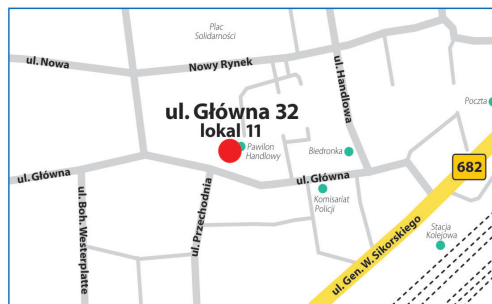 Plac
Solidarności
ul. Nowa
Nowy Rynek
ul. Handlowa
Poczta
ul. Główna 32
lokal 11
Pawilon
Handlowy
Biedronka
682
ul. Główna
ul. Główna
ul. Boh. Westerplatte
ul. Przechodnia
Komisariat
Policji
Stacja
Kolejowa
ul. Gen. W. Sikorskiego